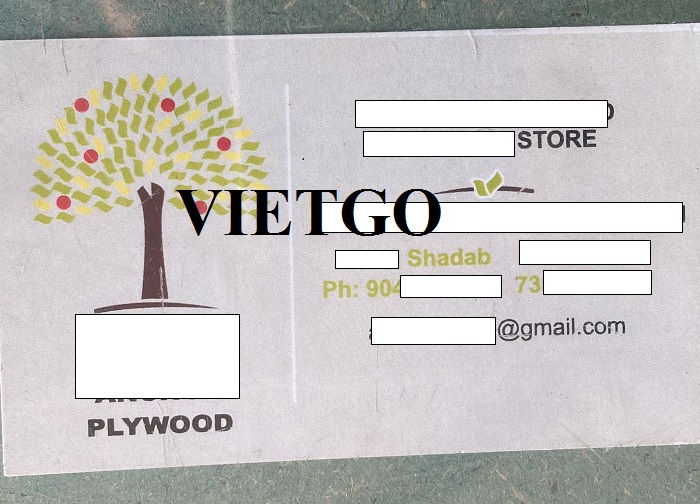 PLYWOOD
STORE
VIETGO
Shadab
Ph: 904 73
@gmail.com